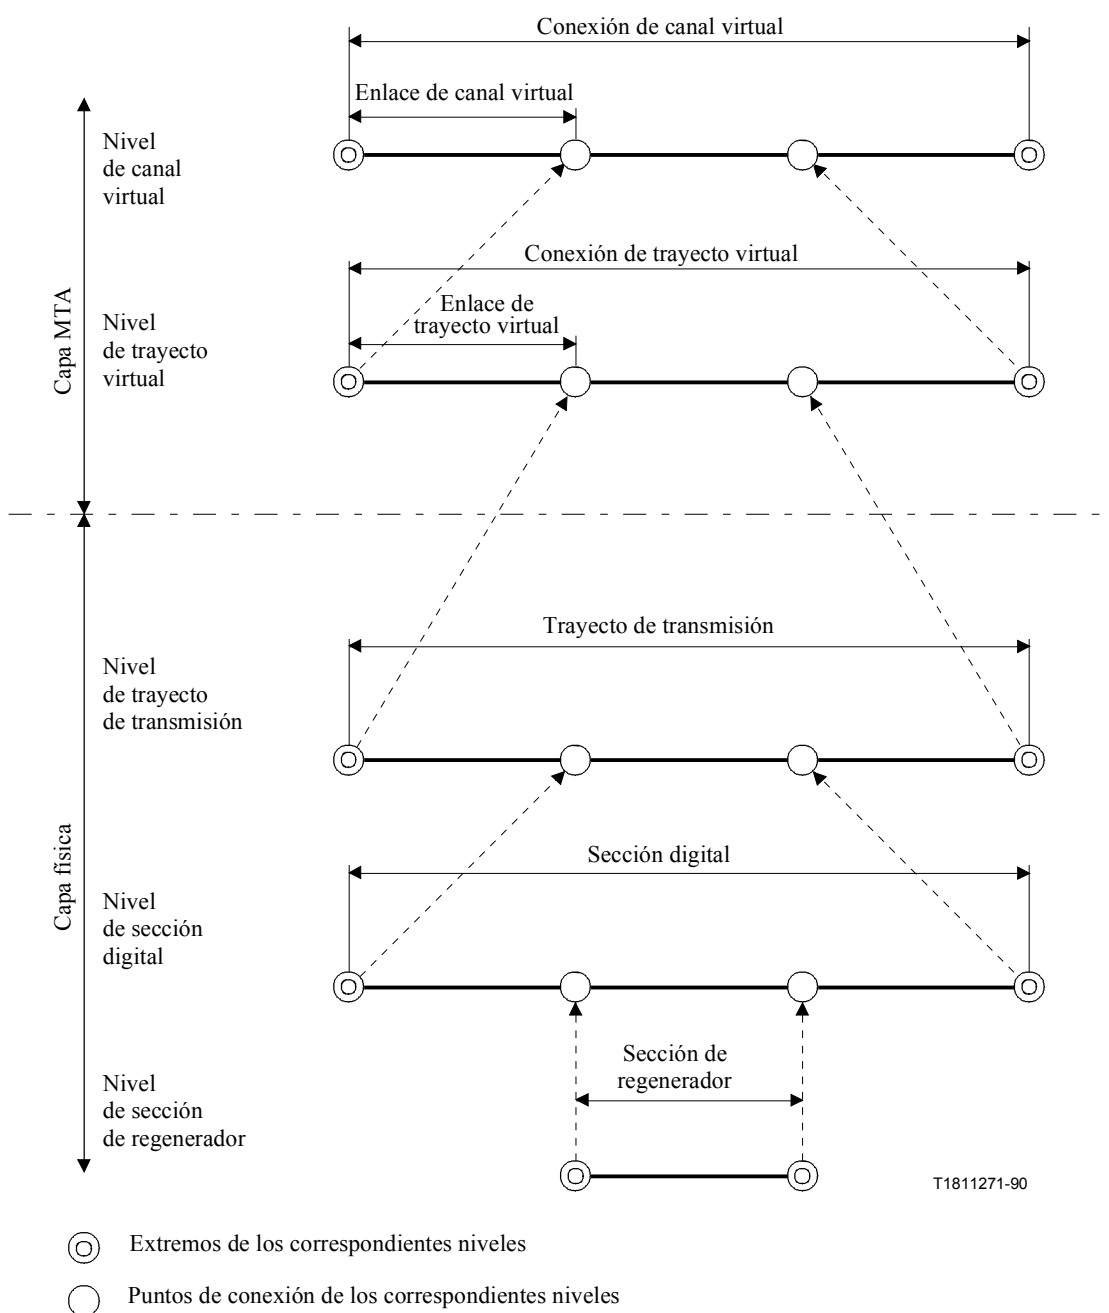 Conexión de canal virtual
Enlace de canal virtual
Nivel
de canal
virtual
Conexión de trayecto virtual
Enlace de
trayecto virtual
Nivel
de trayecto
virtual
Capa MTA
Trayecto de transmisión
Nivel
de trayecto
de transmisión
Capa física
Sección digital
Nivel
de sección
digital
Sección de
regenerador
Nivel
de sección
de regenerador
T1811271-90
Extremos de los correspondientes niveles
Puntos de conexión de los correspondientes niveles